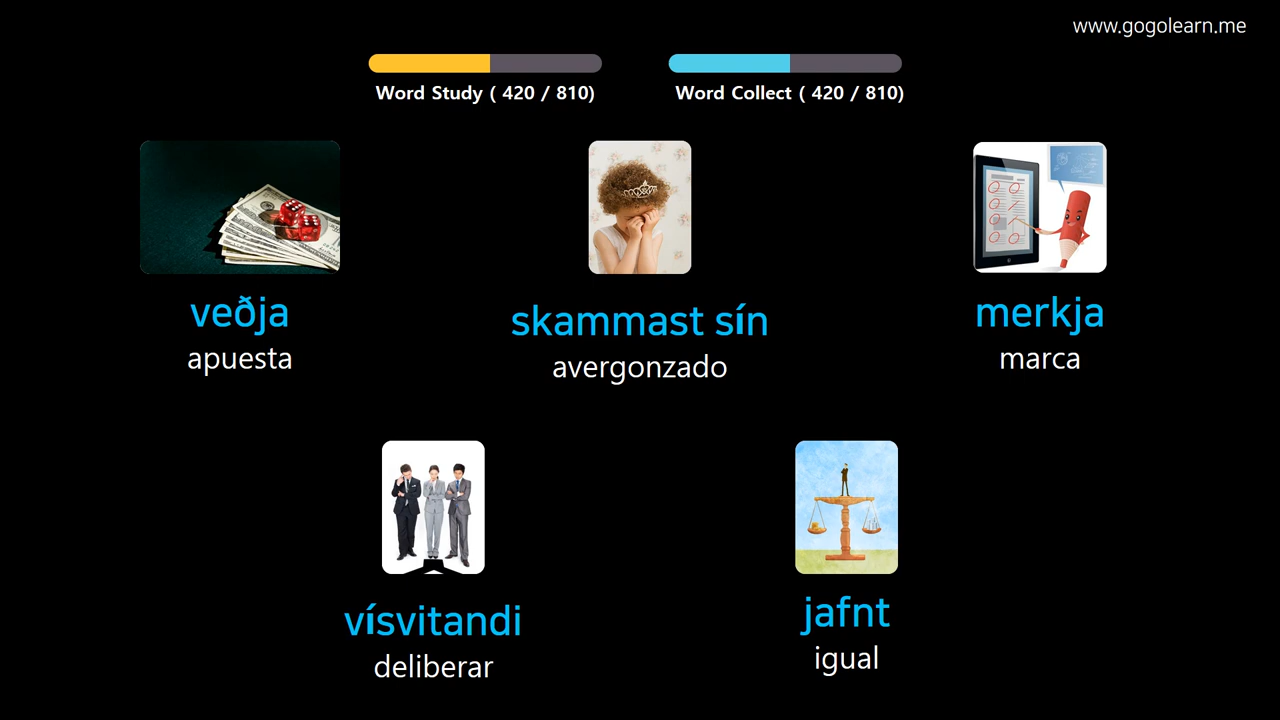 www.gogolearn.me
Word Study ( 420 / 810)
Word Collect ( 420 / 810)
veðja
apuesta
skammast sín
avergonzado
merkja
marca
vísvitandi
deliberar
jafnt
igual